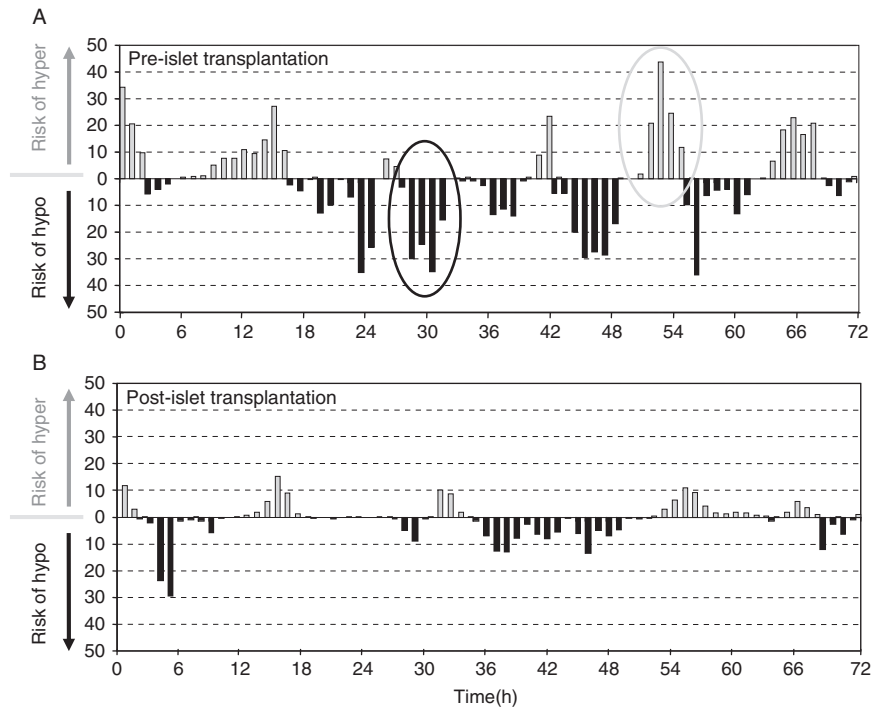 A
Pre-islet transplantation
Risk of hyper
Risk of hypo
50
40
30
20
10
0
10
20
30
40
50
0 6 12 18 24 30 36 42 48 54 60 66 72
B
Post-islet transplantation
Risk of hyper
Risk of hypo
50
40
30
20
10
0
10
20
30
40
50
0 6 12 18 24 30 36 42 48 54 60 66 72
Time(h)